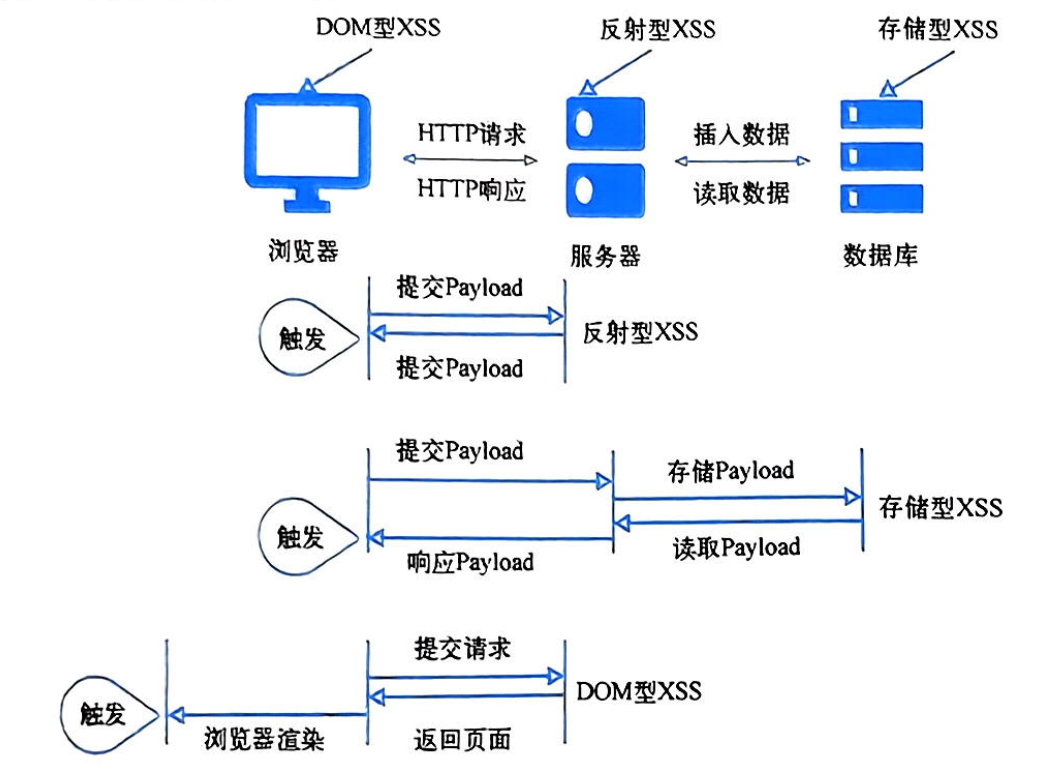 DOM型XSS
反射型XSS
存储型XSS
HTTP请求
插入数据
HTTP响应
读取数据
浏览器
服务器
数据库
提交Payload
触发
反射型XSS
提交Payload
提交Payload
存储Payload
触发
存储型XSS
响应Payload
读取Payload
提交请求
触发
DOM型XSS
浏览器渲染
返回页面